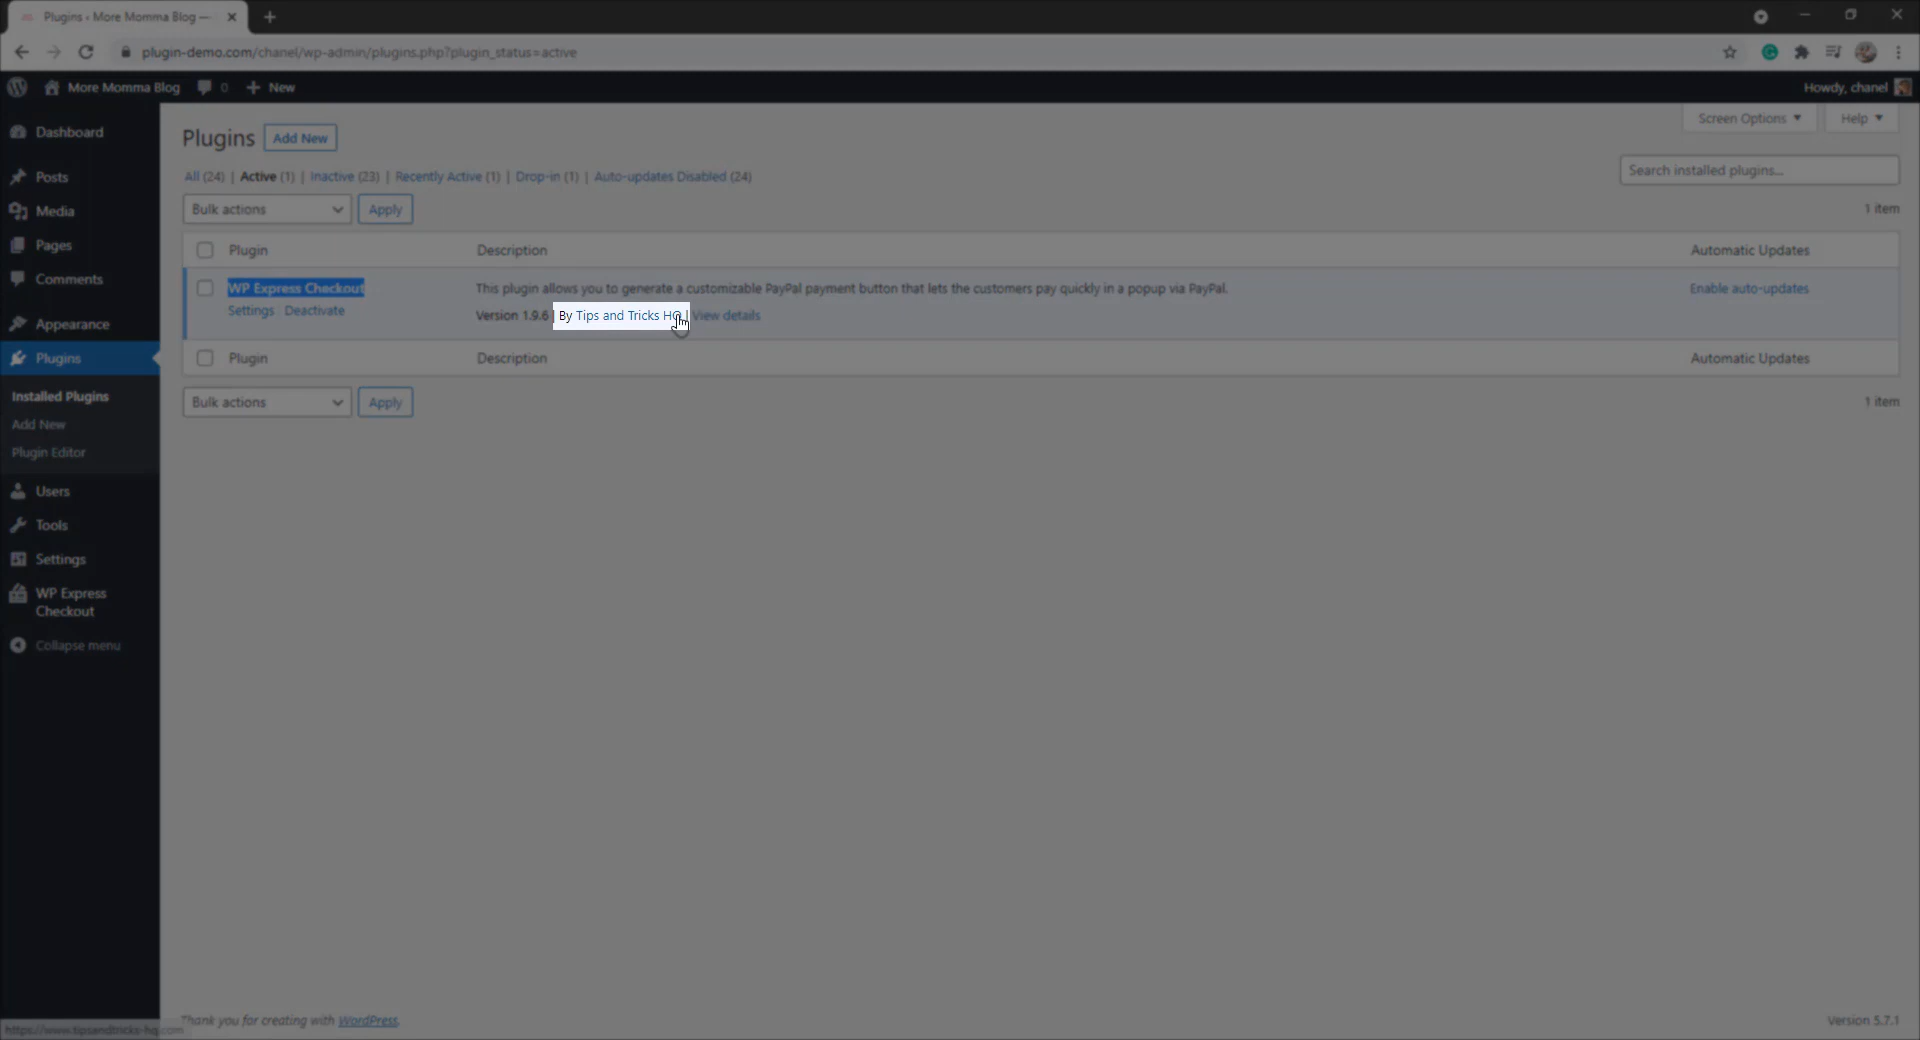 Plugins ‹ More Momma Blog —
plugin-demo.com/chanel/wp-admin/plugins.php?plugin_status=active
More Momma Blog 0 New Howdy, chanel
Screen Options Help
Dashboard
Posts
Media
Pages
Comments
Appearance
Plugins
Installed Plugins
Add New
Plugin Editor
Users
Tools
Settings
WP Express
Checkout
Collapse menu
Plugins Add New
All (24) | Active (1) | Inactive (23) | Recently Active (1) | Drop-in (1) | Auto-updates Disabled (24)
Search installed plugins...
Bulk actions Apply 1 item
Plugin Description Automatic Updates
WP Express Checkout This plugin allows you to generate a customizable PayPal payment button that lets the customers pay quickly in a popup via PayPal. Enable auto-updates
Settings Deactivate
Version 1.9.6 | By Tips and Tricks HQ | View details
Plugin Description Automatic Updates
Bulk actions Apply 1 item
Thank you for creating with WordPress. Version 5.7.1
https://www.tipsandtricks-hq.com